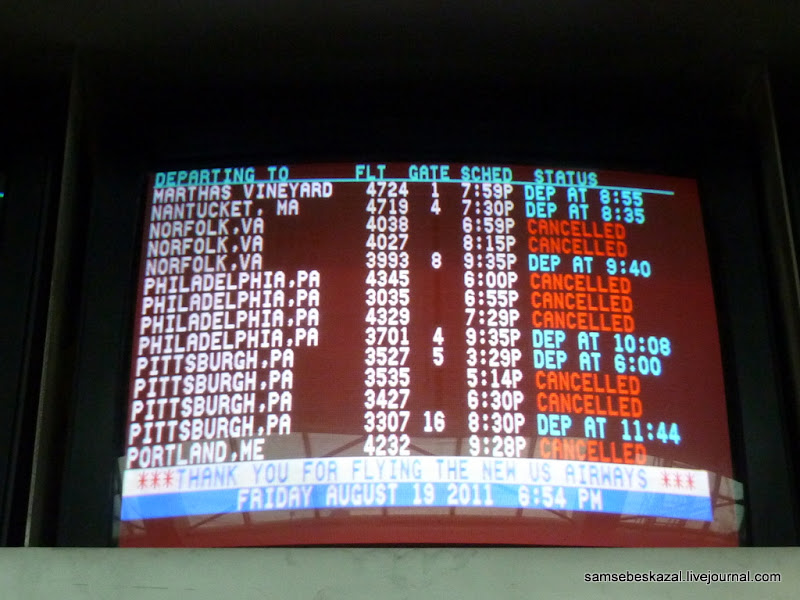 DEPARTING TO FLT GATE SCHED STATUS
MARTHAS VINEYARD 4724 1 7:59P DEP AT 8:55
NANTUCKET, MA 4719 4 7:30P DEP AT 8:35
NORFOLK,VA 4038 6:59P CANCELLED
NORFOLK,VA 4027 8:15P CANCELLED
NORFOLK,VA 3993 8 9:35P DEP AT 9:40
PHILADELPHIA,PA 4345 6:00P CANCELLED
PHILADELPHIA,PA 3035 6:55P CANCELLED
PHILADELPHIA,PA 4329 7:29P CANCELLED
PHILADELPHIA,PA 3701 4 9:35P DEP AT 10:08
PITTSBURGH,PA 3527 5 3:29P DEP AT 6:00
PITTSBURGH,PA 3535 5:14P CANCELLED
PITTSBURGH,PA 3427 6:30P CANCELLED
PITTSBURGH,PA 3307 16 8:30P DEP AT 11:44
PORTLAND,ME 4232 9:28P CANCELLED
***THANK YOU FOR FLYING THE NEW US AIRWAYS ***
FRIDAY AUGUST 19 2011 6:54 PM
samsebeskazal.livejournal.com